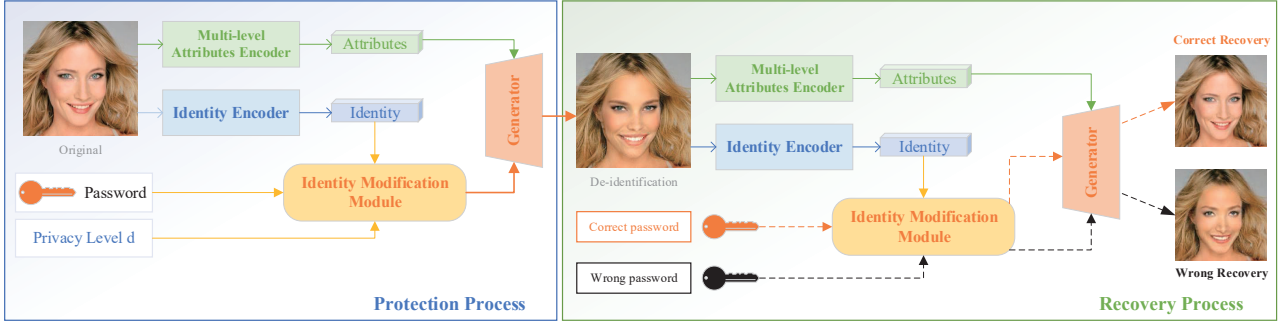 Multi-level
Attributes Encoder
Attributes
Identity Encoder
Identity
Generator
Original
Password
Identity Modification
Module
Privacy Level d
Protection Process
Correct Recovery
Multi-level
Attributes Encoder
Attributes
Identity Encoder
Identity
Generator
De-identification
Correct password
Identity Modification
Module
Wrong password
Wrong Recovery
Recovery Process